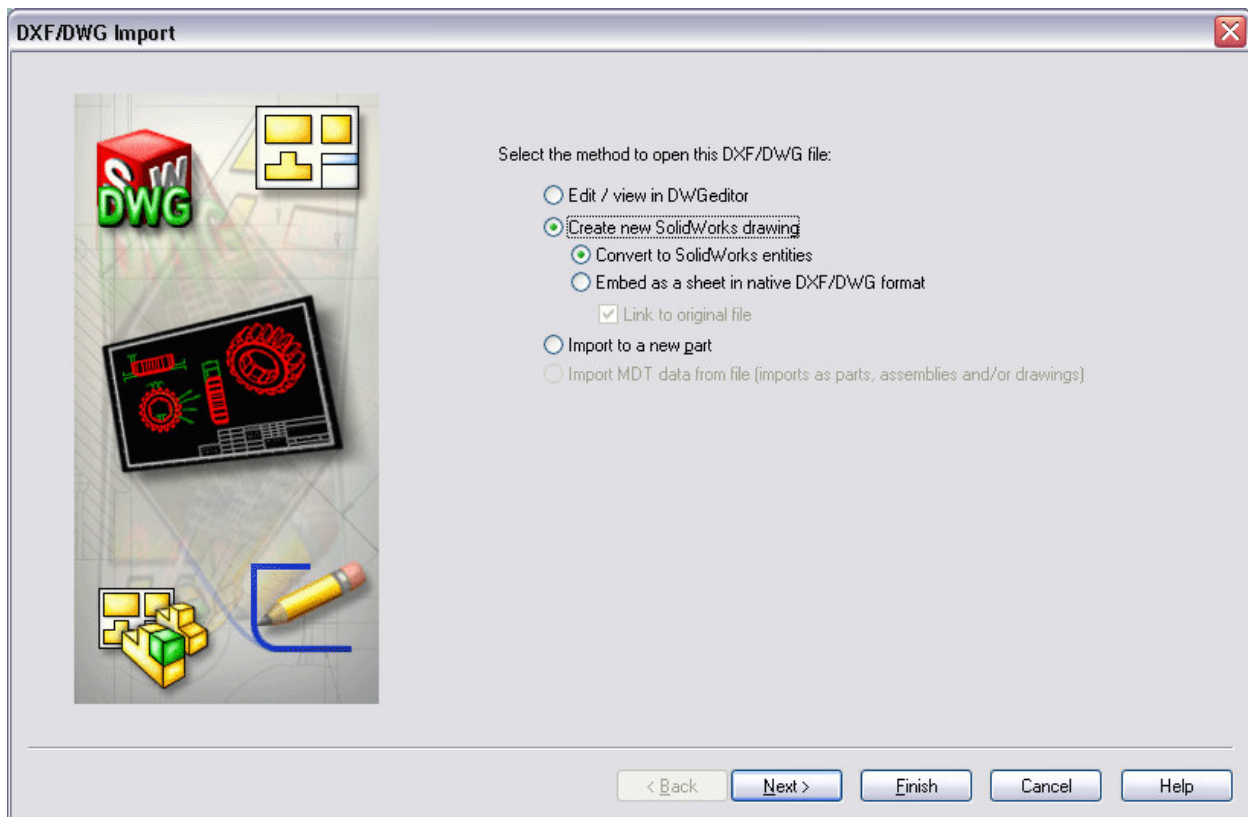 DXF/DWG Import
SW
DWG
Select the method to open this DXF/DWG file:
Edit / view in DWGeditor
Create new SolidWorks drawing
Convert to SolidWorks entities
Embed as a sheet in native DXF/DWG format
Link to original file
Import to a new part
Import MDT data from file (imports as parts, assemblies and/or drawings)
< Back
Next >
Finish
Cancel
Help